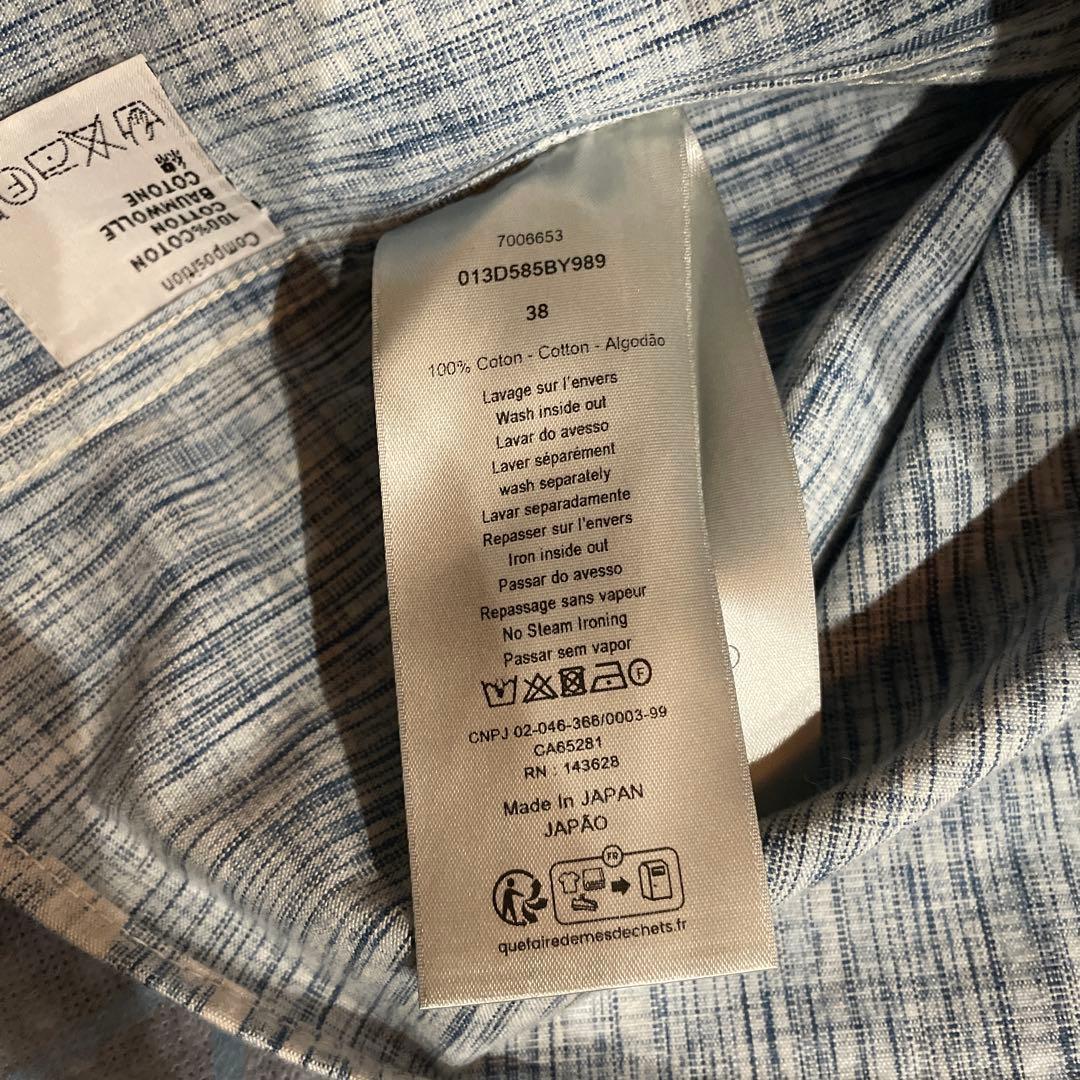 Composition
100%COTON
COTTON
BAUMWOLLE
COTONE
F
7006653
013D585BY989
38
100% Coton - Cotton - Algodão
Lavage sur l'envers
Wash inside out
Lavar do avesso
Laver séparément
wash separately
Lavar separadamente
Repasser sur l'envers
Iron inside out
Passar do avesso
Repassage sans vapeur
No Steam Ironing
Passar sem vapor
F
CNPJ 02-046-366/0003-99
CA65281
RN : 143628
Made In JAPAN
JAPÃO
FR
quefairedemesdechets.fr